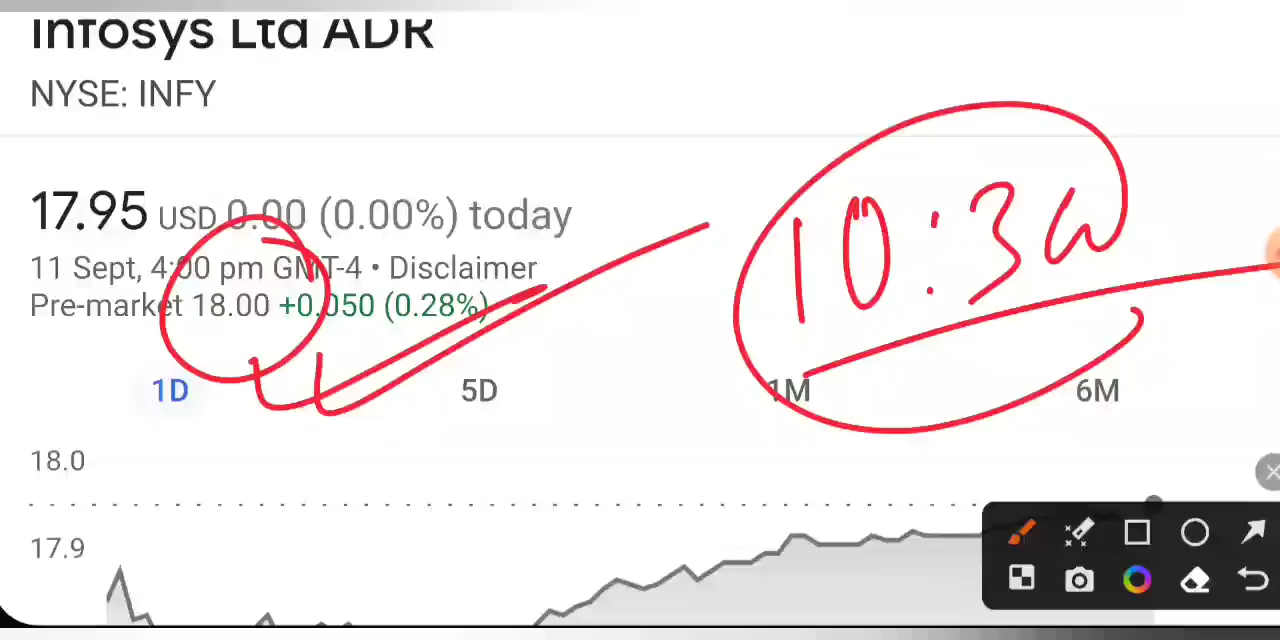 Infosys Ltd ADR
NYSE: INFY
17.95 USD 0.00 (0.00%) today
11 Sept, 4:00 pm GMT-4 • Disclaimer
Pre-market 18.00 +0.050 (0.28%)
10:30
1D 5D 1M 6M
18.0
17.9